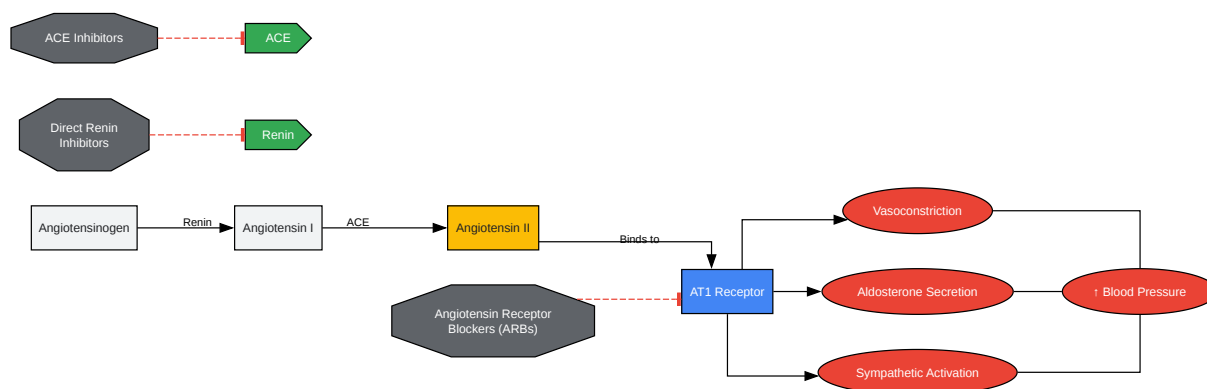 ACE Inhibitors
ACE
Direct Renin
Inhibitors
Renin
Angiotensinogen
Renin
Angiotensin I
ACE
Angiotensin II
Binds to
Angiotensin Receptor
Blockers (ARBs)
AT1 Receptor
Vasoconstriction
Aldosterone Secretion
Sympathetic Activation
↑ Blood Pressure